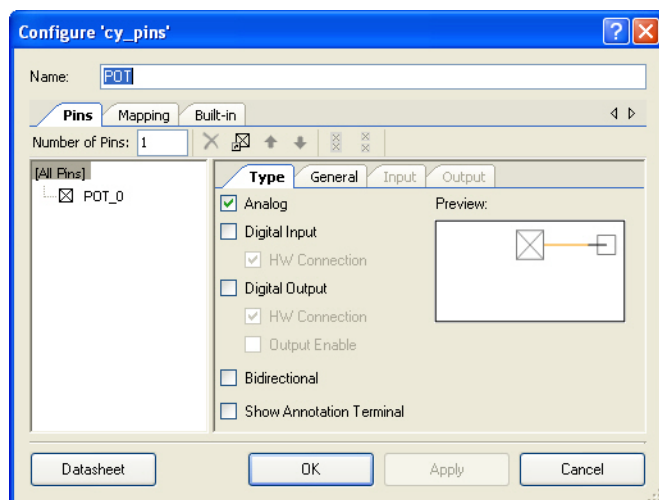 Configure 'cy_pins'
Name: POT
Pins Mapping Built-in
Number of Pins: 1
[All Pins]
POT_0
Type General Input Output
Analog
Preview:
Digital Input
HW Connection
Digital Output
HW Connection
Output Enable
Bidirectional
Show Annotation Terminal
Datasheet OK Apply Cancel